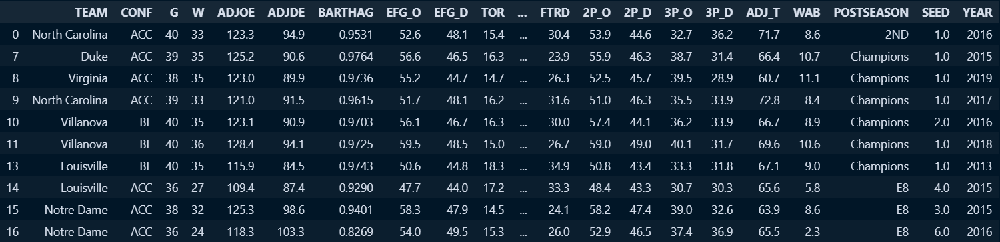 TEAM CONF G W ADJOE ADJDE BARTHAG EFG_O EFG_D TOR ... FTRD 2P_O 2P_D 3P_O 3P_D ADJ_T WAB POSTSEASON SEED YEAR
0 North Carolina ACC 40 33 123.3 94.9 0.9531 52.6 48.1 15.4 ... 30.4 53.9 44.6 32.7 36.2 71.7 8.6 2ND 1.0 2016
7 Duke ACC 39 35 125.2 90.6 0.9764 56.6 46.5 16.3 ... 23.9 55.9 46.3 38.7 31.4 66.4 10.7 Champions 1.0 2015
8 Virginia ACC 38 35 123.0 89.9 0.9736 55.2 44.7 14.7 ... 26.3 52.5 45.7 39.5 28.9 60.7 11.1 Champions 1.0 2019
9 North Carolina ACC 39 33 121.0 91.5 0.9615 51.7 48.1 16.2 ... 31.6 51.0 46.3 35.5 33.9 72.8 8.4 Champions 1.0 2017
10 Villanova BE 40 35 123.1 90.9 0.9703 56.1 46.7 16.3 ... 30.0 57.4 44.1 36.2 33.9 66.7 8.9 Champions 2.0 2016
11 Villanova BE 40 36 128.4 94.1 0.9725 59.5 48.5 15.0 ... 26.7 59.0 49.0 40.1 31.7 69.6 10.6 Champions 1.0 2018
13 Louisville BE 40 35 115.9 84.5 0.9743 50.6 44.8 18.3 ... 34.9 50.8 43.4 33.3 31.8 67.1 9.0 Champions 1.0 2013
14 Louisville ACC 36 27 109.4 87.4 0.9290 47.7 44.0 17.2 ... 33.3 48.4 43.3 30.7 30.3 65.6 5.8 E8 4.0 2015
15 Notre Dame ACC 38 32 125.3 98.6 0.9401 58.3 47.9 14.5 ... 24.1 58.2 47.4 39.0 32.6 63.9 8.6 E8 3.0 2015
16 Notre Dame ACC 36 24 118.3 103.3 0.8269 54.0 49.5 15.3 ... 26.0 52.9 46.5 37.4 36.9 65.5 2.3 E8 6.0 2016